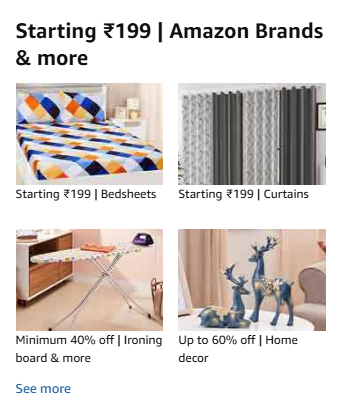 Starting ₹199 | Amazon Brands
& more
Starting ₹199 | Bedsheets
Starting ₹199 | Curtains
Minimum 40% off | Ironing
board & more
Up to 60% off | Home
decor
See more